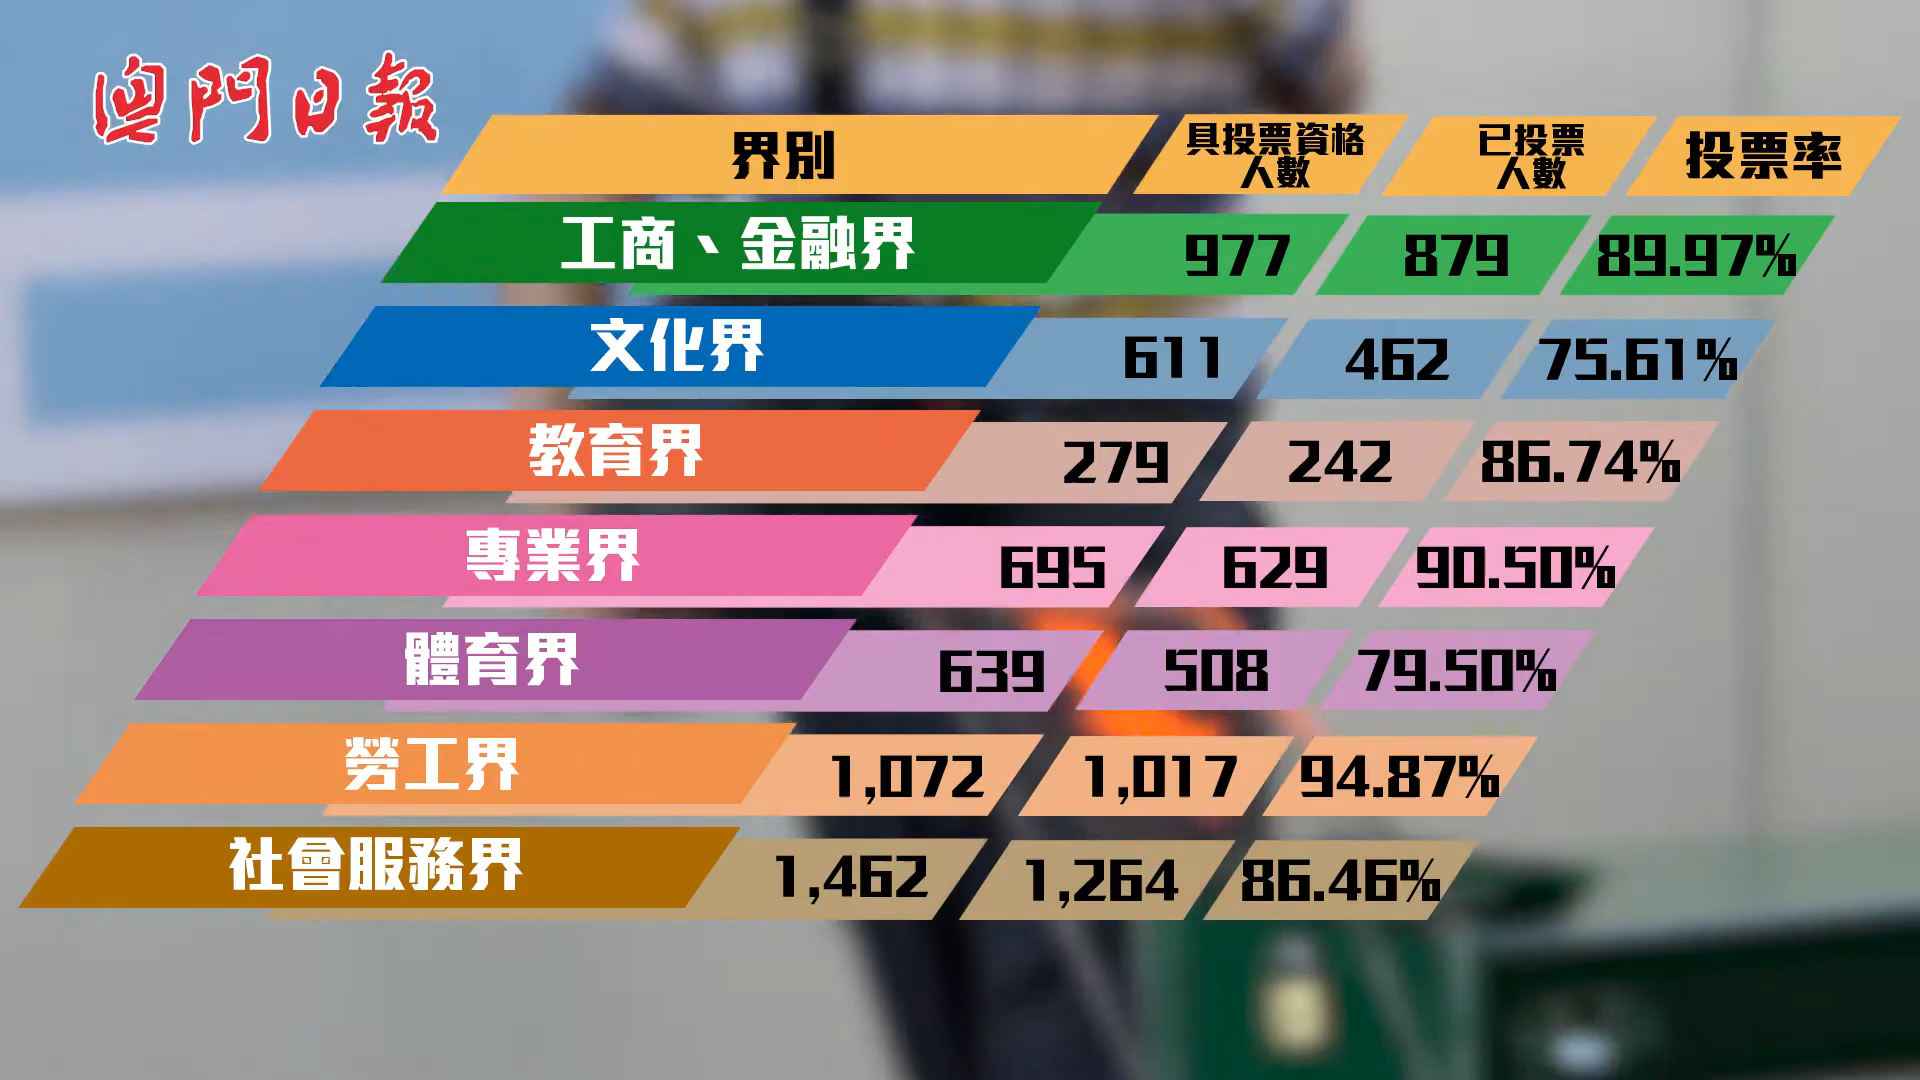 澳門日報
界別 具投票資格人數 已投票人數 投票率
工商、金融界 977 879 89.97%
文化界 611 462 75.61%
教育界 279 242 86.74%
專業界 695 629 90.50%
體育界 639 508 79.50%
勞工界 1,072 1,017 94.87%
社會服務界 1,462 1,264 86.46%